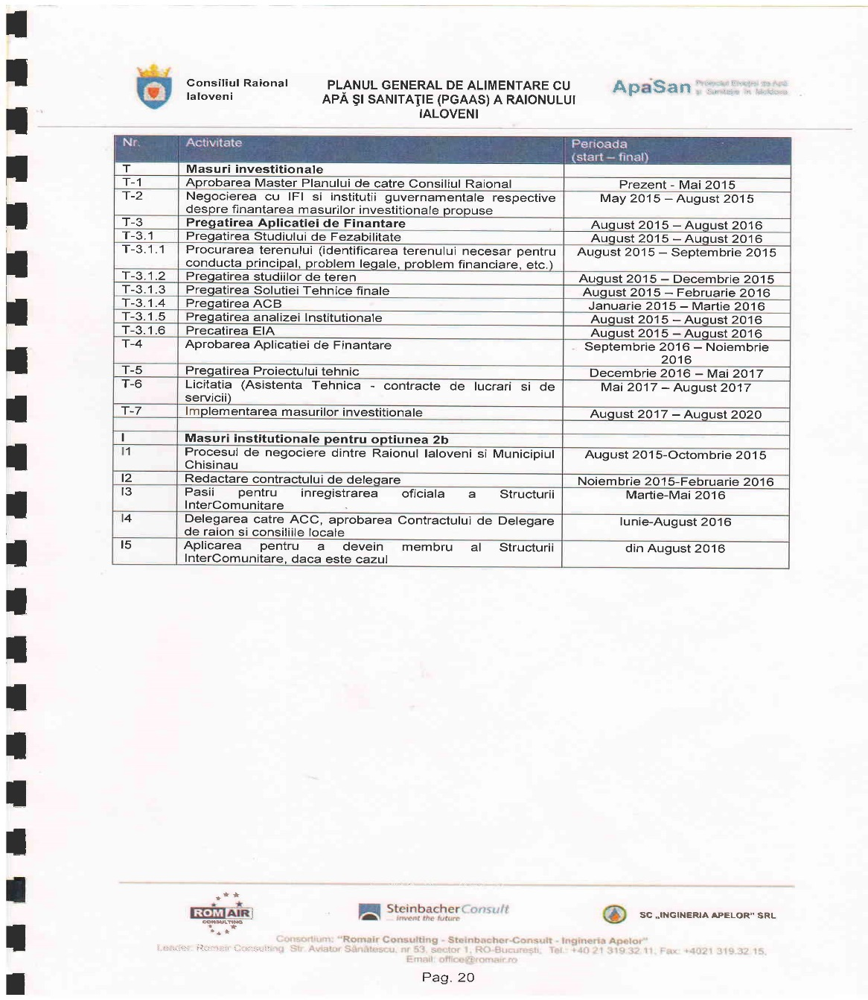 Consiliul Raional
Ialoveni
PLANUL GENERAL DE ALIMENTARE CU
APĂ ŞI SANITAŢIE (PGAAS) A RAIONULUI
IALOVENI
ApaSan
Nr. Activitate Perioada
(start – final)
T Masuri investitionale
T-1 Aprobarea Master Planului de catre Consiliul Raional Prezent - Mai 2015
T-2 Negocierea cu IFI si institutii guvernamentale respective May 2015 – August 2015
despre finantarea masurilor investitionale propuse
T-3 Pregatirea Aplicatiei de Finantare August 2015 – August 2016
T-3.1 Pregatirea Studiului de Fezabilitate August 2015 – August 2016
T-3.1.1 Procurarea terenului (identificarea terenului necesar pentru August 2015 – Septembrie 2015
conducta principal, problem legale, problem financiare, etc.)
T-3.1.2 Pregatirea studiilor de teren August 2015 – Decembrie 2015
T-3.1.3 Pregatirea Solutiei Tehnice finale August 2015 – Februarie 2016
T-3.1.4 Pregatirea ACB Januarie 2015 – Martie 2016
T-3.1.5 Pregatirea analizei Institutionale August 2015 – August 2016
T-3.1.6 Precatirea EIA August 2015 – August 2016
T-4 Aprobarea Aplicatiei de Finantare Septembrie 2016 – Noiembrie
2016
T-5 Pregatirea Proiectului tehnic Decembrie 2016 – Mai 2017
T-6 Licitatia (Asistenta Tehnica - contracte de lucrari si de Mai 2017 – August 2017
servicii)
T-7 Implementarea masurilor investitionale August 2017 – August 2020
I Masuri institutionale pentru optiunea 2b
I1 Procesul de negociere dintre Raionul Ialoveni si Municipiul August 2015-Octombrie 2015
Chisinau
I2 Redactare contractului de delegare Noiembrie 2015-Februarie 2016
I3 Pasii pentru inregistrarea oficiala a Structurii Martie-Mai 2016
InterComunitare
I4 Delegarea catre ACC, aprobarea Contractului de Delegare Iunie-August 2016
de raion si consiliile locale
I5 Aplicarea pentru a devein membru al Structurii din August 2016
InterComunitare, daca este cazul
ROMAIR
CONSULTING
SteinbacherConsult
invent the future
SC „INGINERIA APELOR" SRL
Consortium: "Romair Consulting - Steinbacher-Consult - Ingineria Apelor"
Leader: Romair Consulting Str. Aviator Sănătescu, nr 53, sector 1, RO-Bucureşti, Tel.: +40 21 319 32 11, Fax: +4021 319.32.15,
Email: office@romair.ro
Pag. 20